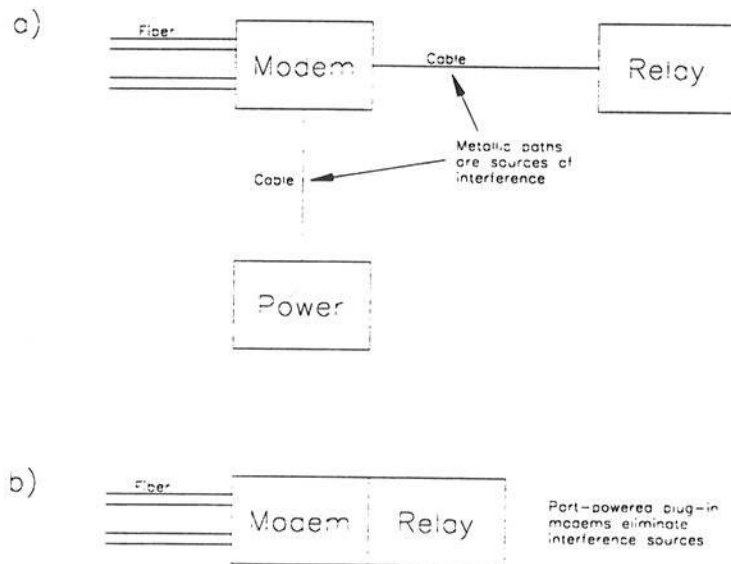 a)
Fiber
Modem
Cable
Relay
Metallic paths
are sources of
interference
Cable
Power
b)
Fiber
Modem
Relay
Port-powered plug-in
modems eliminate
interference sources